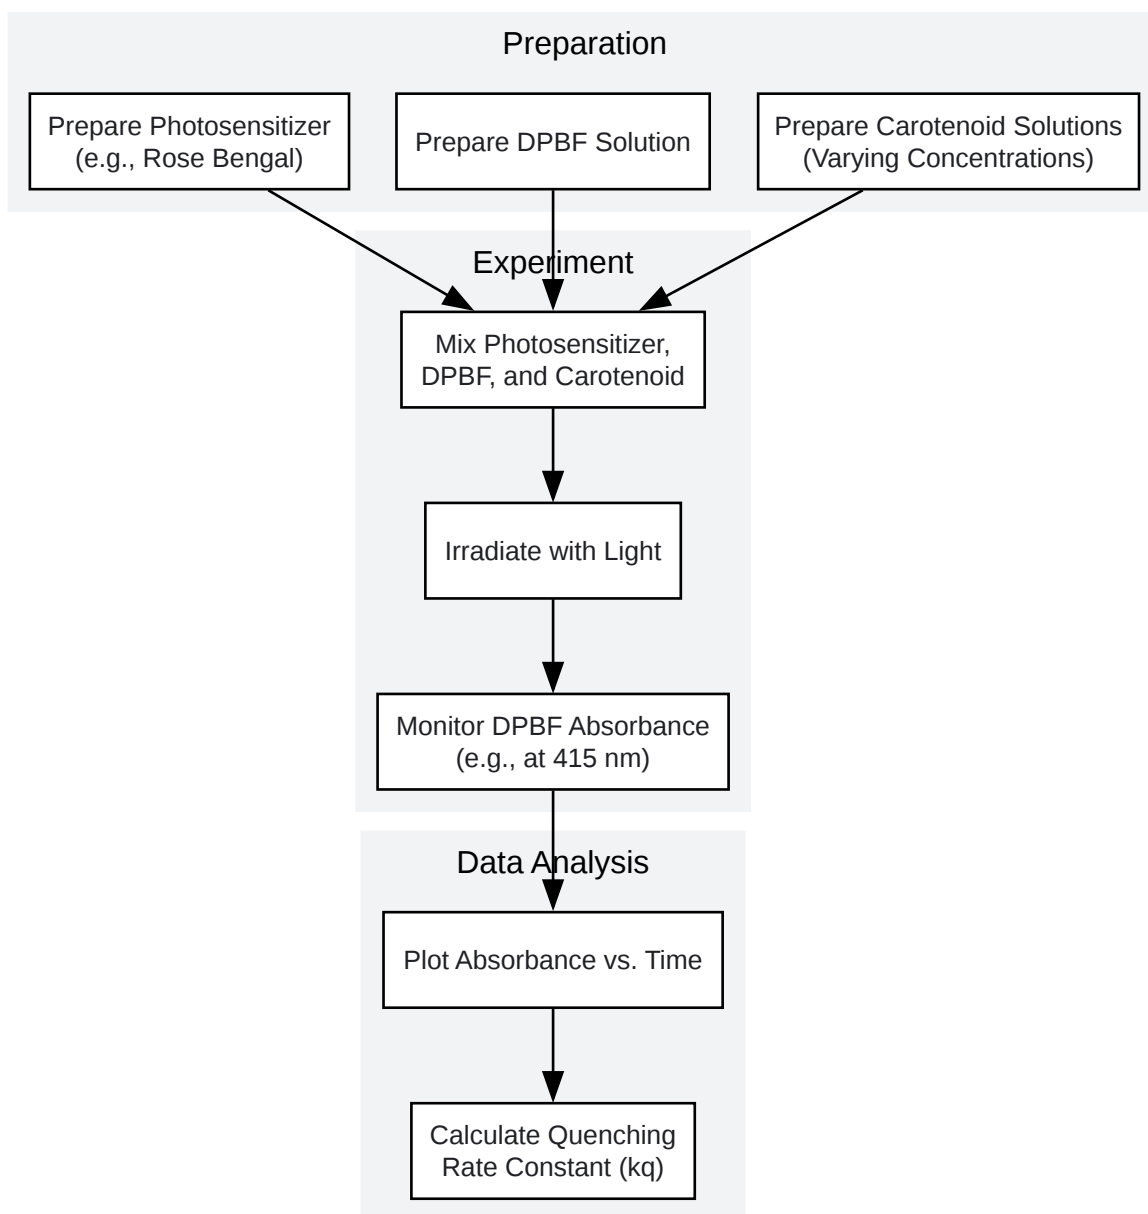 Preparation
Prepare Photosensitizer
(e.g., Rose Bengal)
Prepare DPBF Solution
Prepare Carotenoid Solutions
(Varying Concentrations)
Experiment
Mix Photosensitizer,
DPBF, and Carotenoid
Irradiate with Light
Monitor DPBF Absorbance
(e.g., at 415 nm)
Data Analysis
Plot Absorbance vs. Time
Calculate Quenching
Rate Constant (kq)